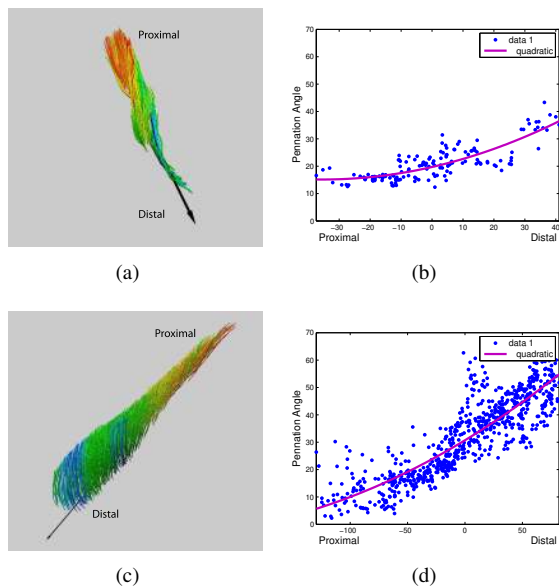 Proximal
Distal
(a)
70
60
50
40
30
20
10
0
Pennation Angle
data 1
quadratic
−30 −20 −10 0 10 20 30 40
Proximal Distal
(b)
Proximal
Distal
(c)
70
60
50
40
30
20
10
0
Pennation Angle
data 1
quadratic
−100 −50 0 50
Proximal Distal
(d)